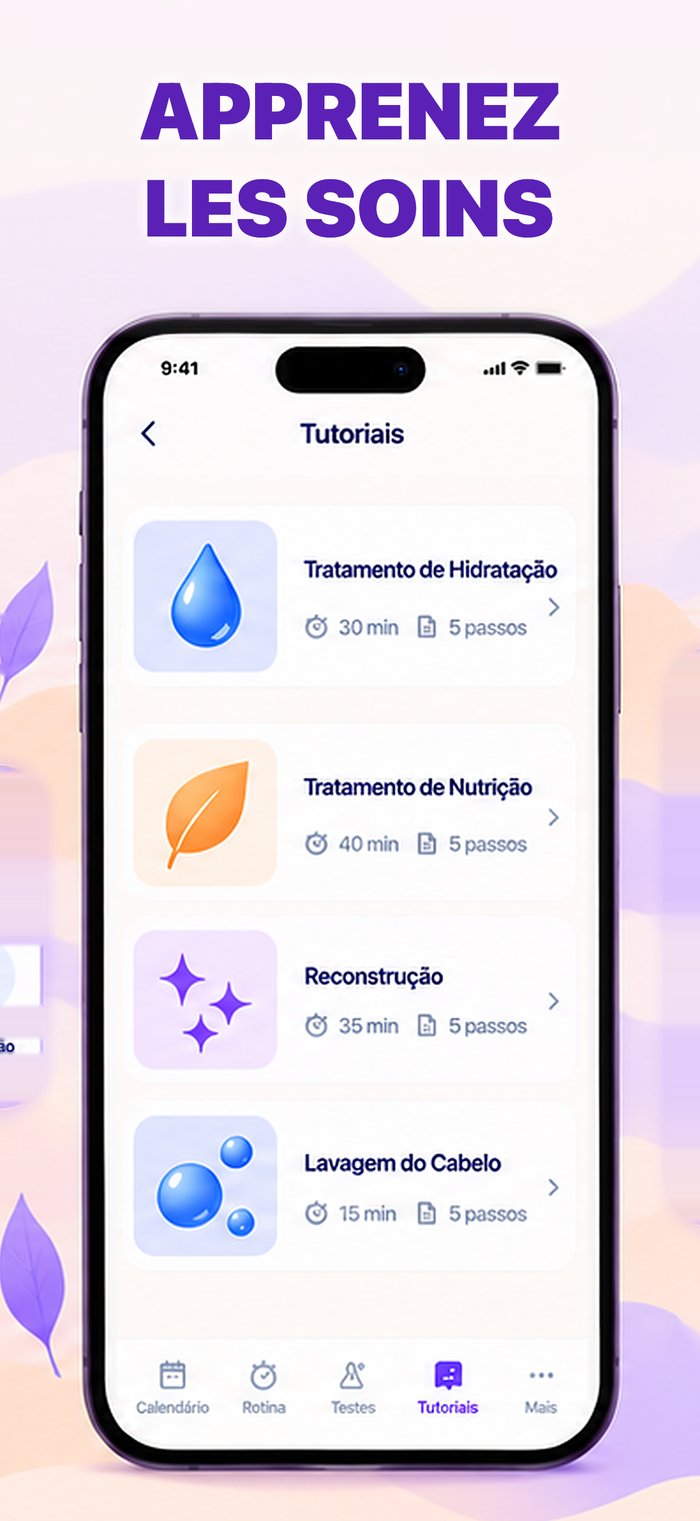 APPRENEZ
LES SOINS
9:41
Tutoriais
Tratamento de Hidratação
30 min 5 passos
Tratamento de Nutrição
40 min 5 passos
Reconstrução
35 min 5 passos
ão
Lavagem do Cabelo
15 min 5 passos
Calendário Rotina Testes Tutoriais Mais